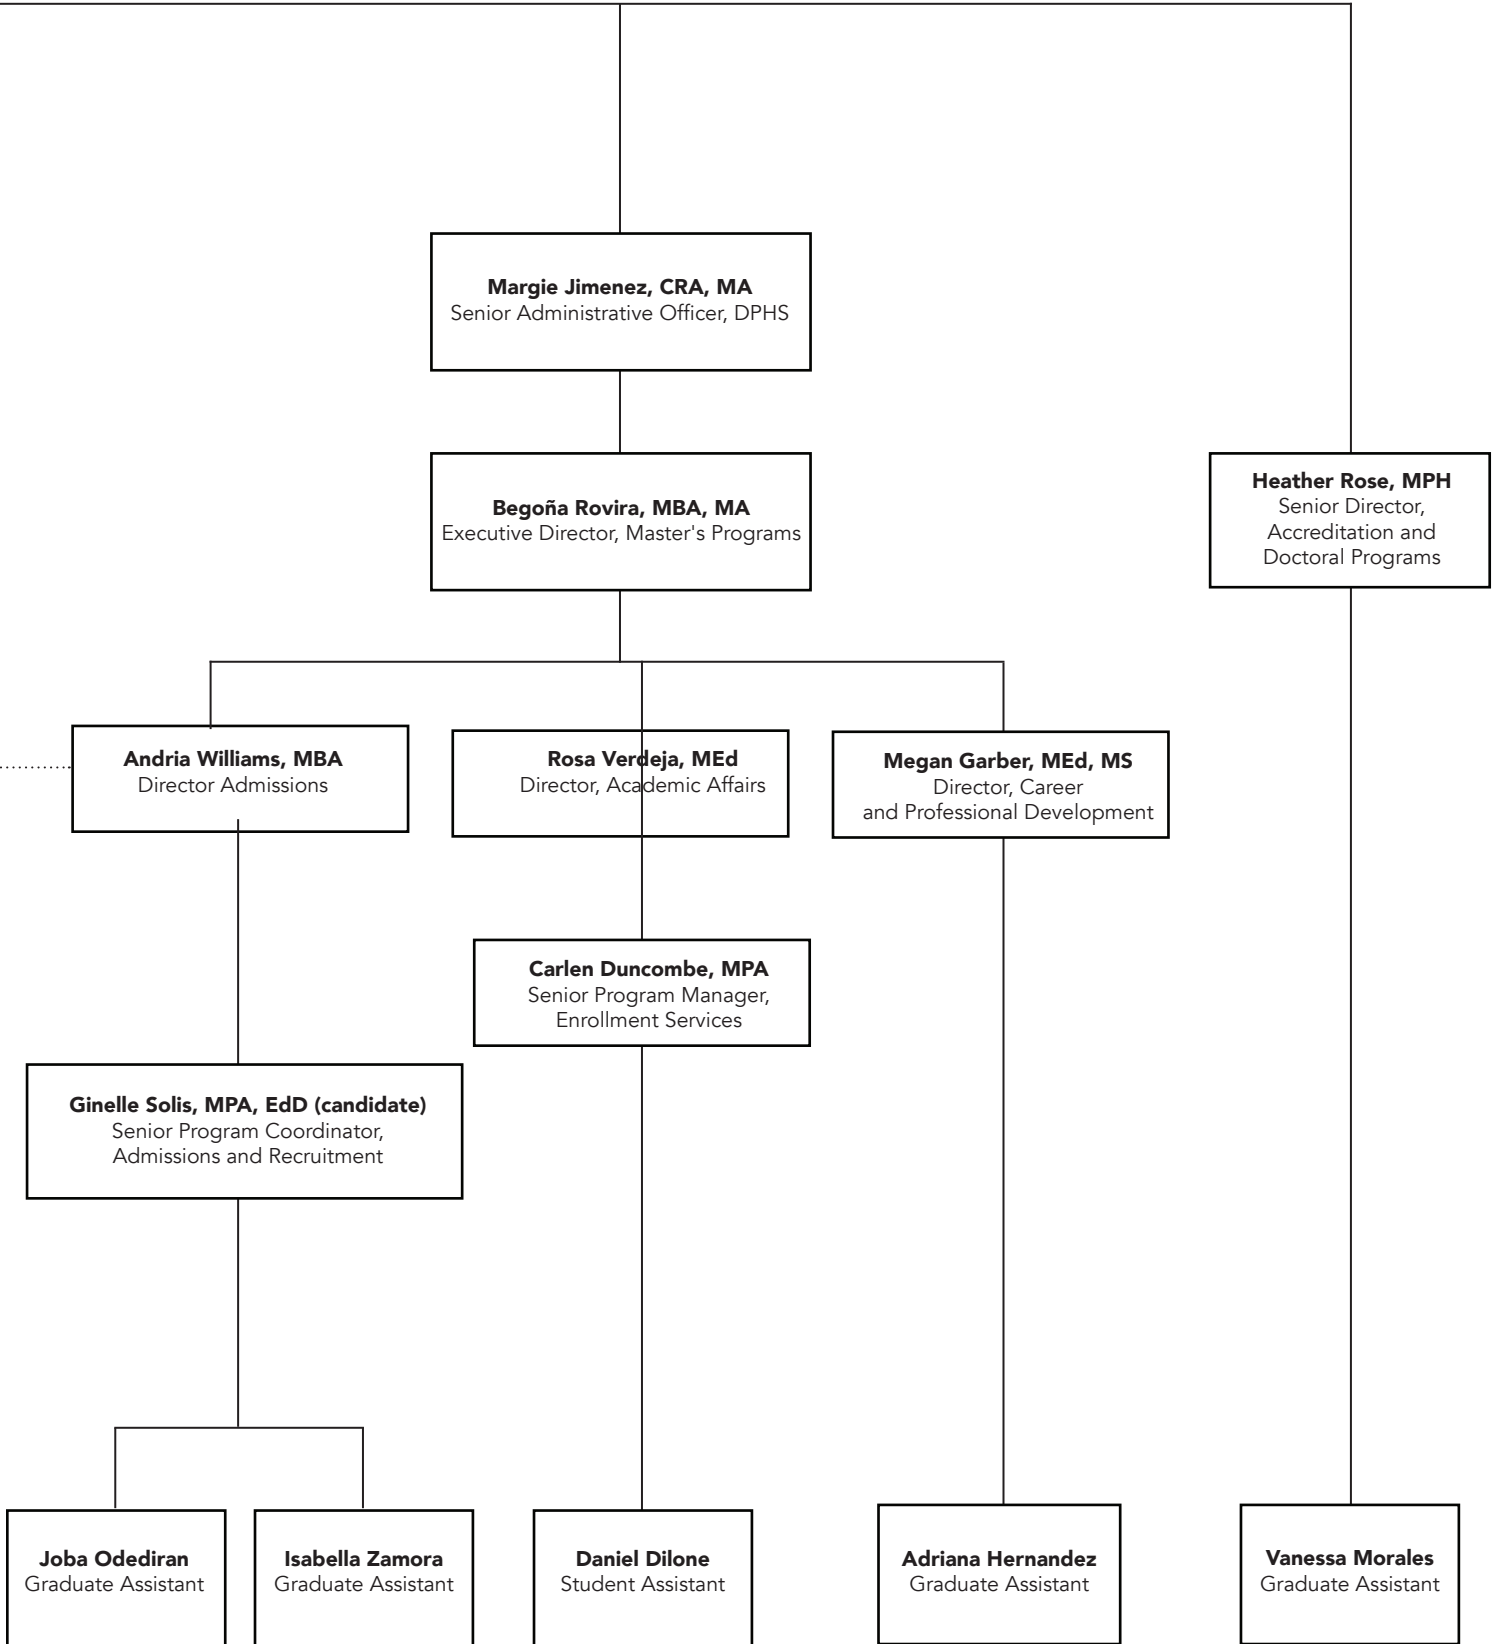 Margie Jimenez, CRA, MA
Senior Administrative Officer, DPHS
Begoña Rovira, MBA, MA
Executive Director, Master's Programs
Heather Rose, MPH
Senior Director,
Accreditation and
Doctoral Programs
Andria Williams, MBA
Director Admissions
Rosa Verdeja, MEd
Director, Academic Affairs
Megan Garber, MEd, MS
Director, Career
and Professional Development
Carlen Duncombe, MPA
Senior Program Manager,
Enrollment Services
Ginelle Solis, MPA, EdD (candidate)
Senior Program Coordinator,
Admissions and Recruitment
Joba Odediran
Graduate Assistant
Isabella Zamora
Graduate Assistant
Daniel Dilone
Student Assistant
Adriana Hernandez
Graduate Assistant
Vanessa Morales
Graduate Assistant